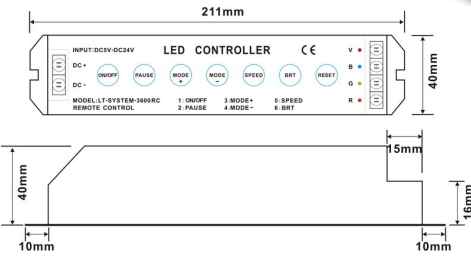 211mm
INPUT:DC5V-DC24V LED CONTROLLER CE V
DC + B
ON/OFF PAUSE MODE + MODE - SPEED BRT RESET
DC - G
MODEL:LT-SYSTEM-3600RC 1: ON/OFF 3:MODE+ 5:SPEED R
REMOTE CONTROL 2:PAUSE 4:MODE- 6:BRT
40mm
15mm
40mm
16mm
10mm 10mm